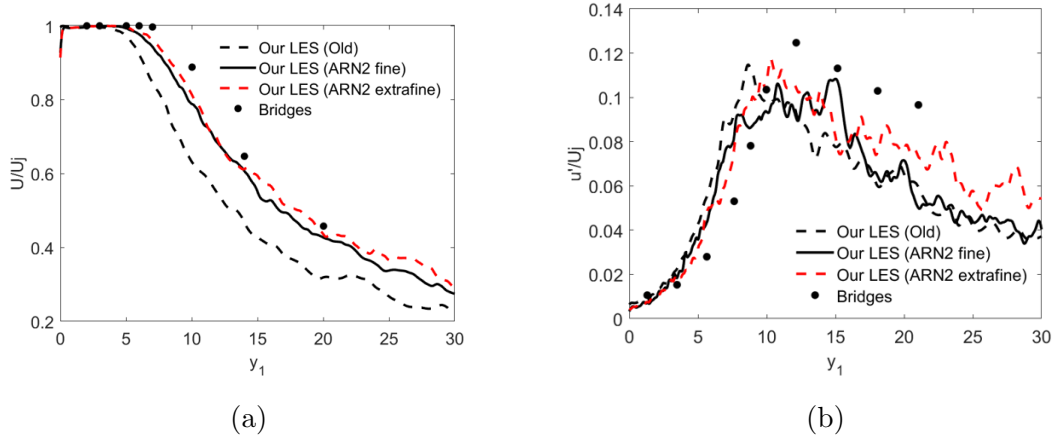 1
0.8
0.6
0.4
0.2
U/Uj
0 5 10 15 20 25 30
y1
Our LES (Old)
Our LES (ARN2 fine)
Our LES (ARN2 extrafine)
Bridges
(a)
0.14
0.12
0.1
0.08
0.06
0.04
0.02
0
u'/Uj
0 5 10 15 20 25 30
y1
Our LES (Old)
Our LES (ARN2 fine)
Our LES (ARN2 extrafine)
Bridges
(b)